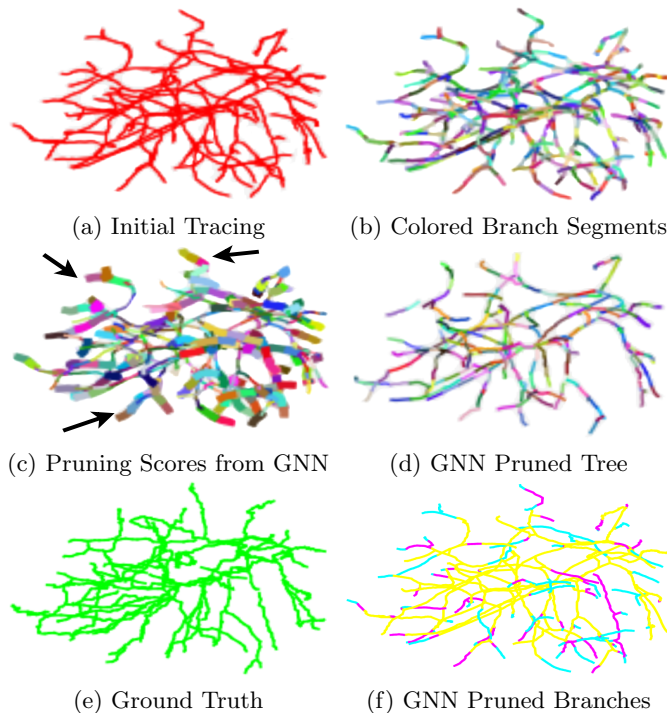 (a) Initial Tracing
(b) Colored Branch Segments
(c) Pruning Scores from GNN
(d) GNN Pruned Tree
(e) Ground Truth
(f) GNN Pruned Branches